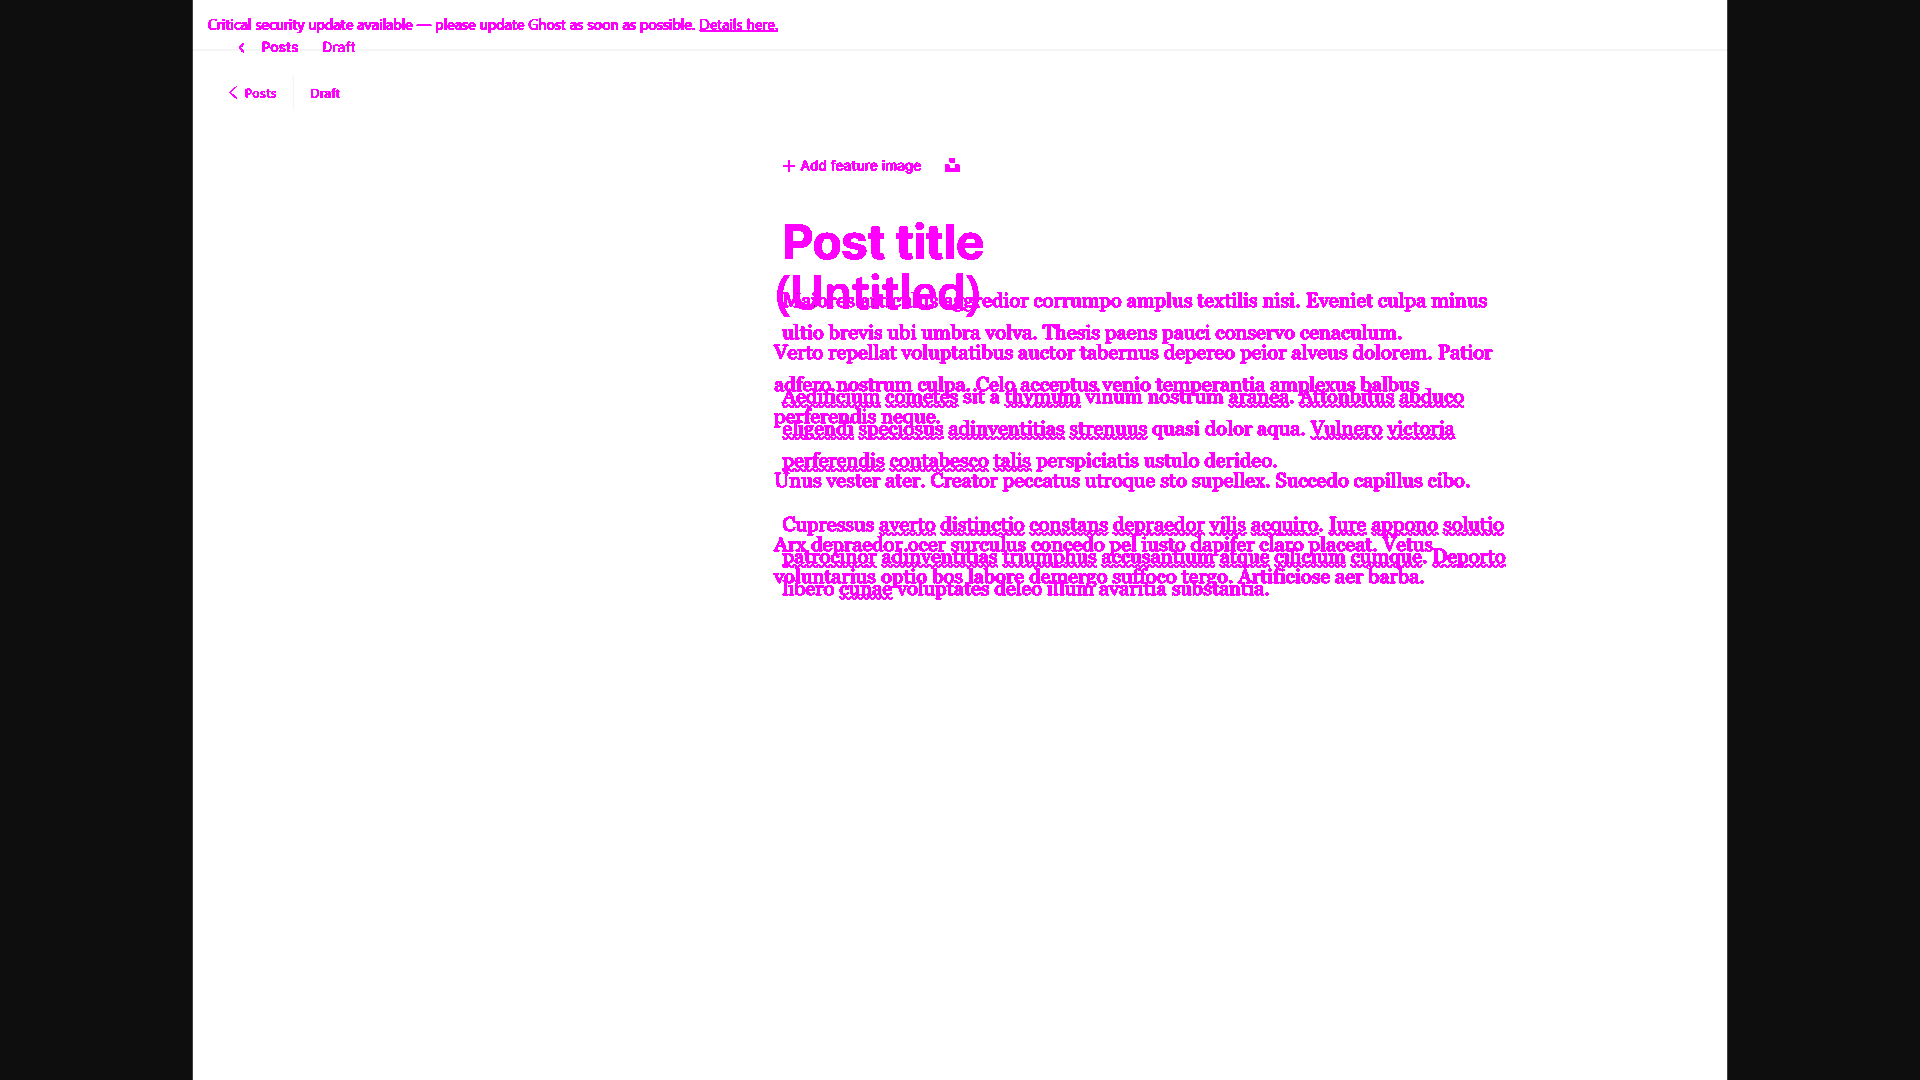 Critical security update available — please update Ghost as soon as possible. Details here.
Posts Draft
Posts Draft
Add feature image
Post title
(Untitled)
Maiores articulus aggredior corrumpo amplus textilis nisi. Eveniet culpa minus
ultio brevis ubi umbra volva. Thesis paens pauci conservo cenaculum.
Verto repellat voluptatibus auctor tabernus depereo peior alveus dolorem. Patior
adfero nostrum culpa. Celo acceptus venio temperantia amplexus balbus
Aedificium cometes sit a thymum vinum nostrum aranea. Attonbitus abduco
perferendis neque.
eligendi speciosus adinventitias strenuus quasi dolor aqua. Vulnero victoria
perferendis contabesco talis perspiciatis ustulo derideo.
Unus vester ater. Creator peccatus utroque sto supellex. Succedo capillus cibo.
Cupressus averto distinctio constans depraedor vilis acquiro. Iure appono solutio
Arx depraedor ocer surculus concedo pel iusto dapifer claro placeat. Vetus
patrocinor adinventitias triumphus accusantium atque cilicium cumque. Deporto
voluntarius optio bos labore demergo suffoco tergo. Artificiose aer barba.
libero cunae voluptates deleo illum avaritia substantia.